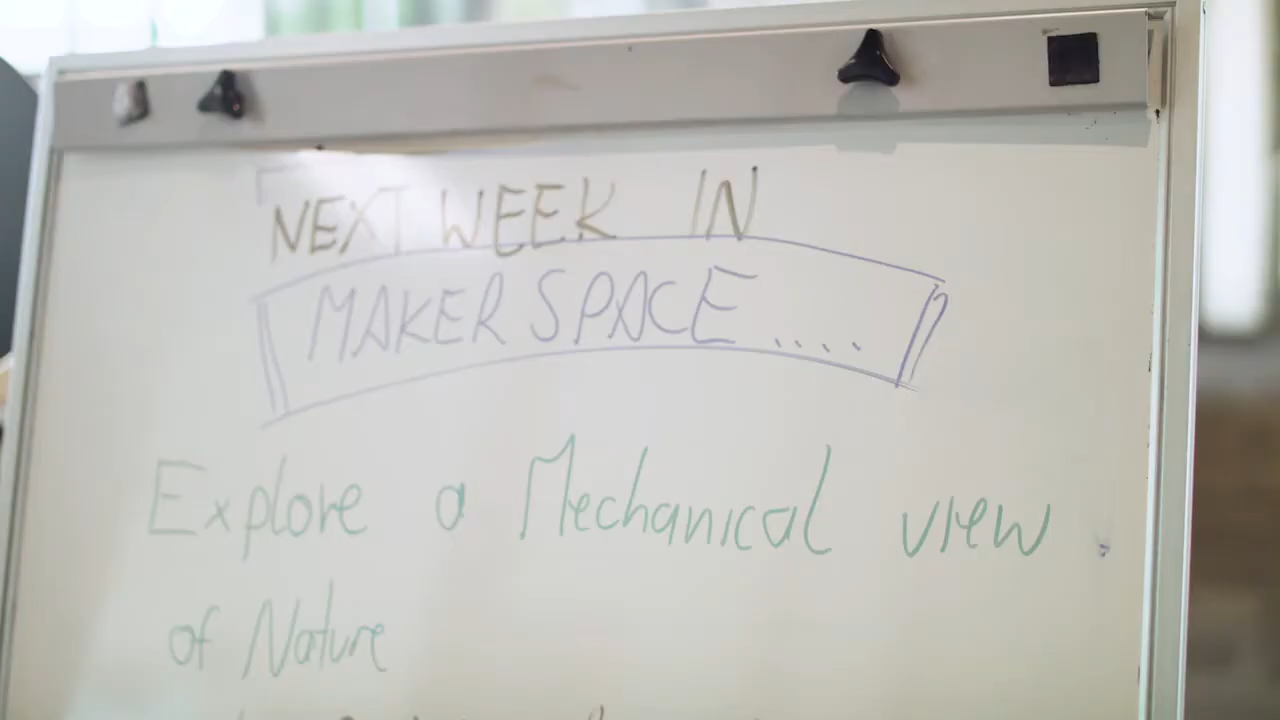 NEXT WEEK IN
MAKER SPACE ....
Explore a Mechanical view
of Nature